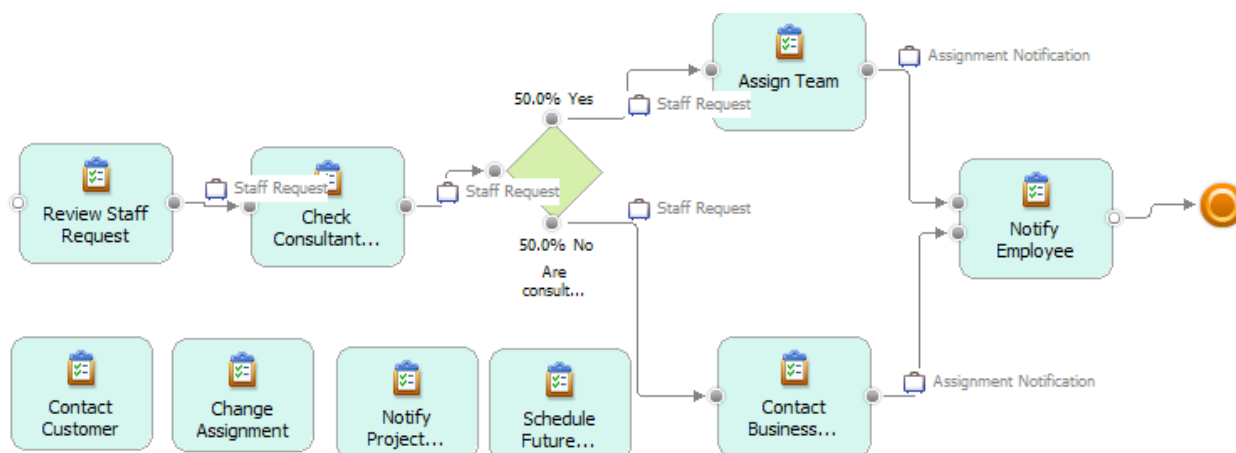 Assignment Notification
Assign Team
50.0% Yes
Staff Request
Staff Request
Review Staff
Request
Check
Consultant...
Staff Request
Staff Request
50.0% No
Are
consult...
Notify
Employee
Assignment Notification
Contact
Customer
Change
Assignment
Notify
Project...
Schedule
Future...
Contact
Business...